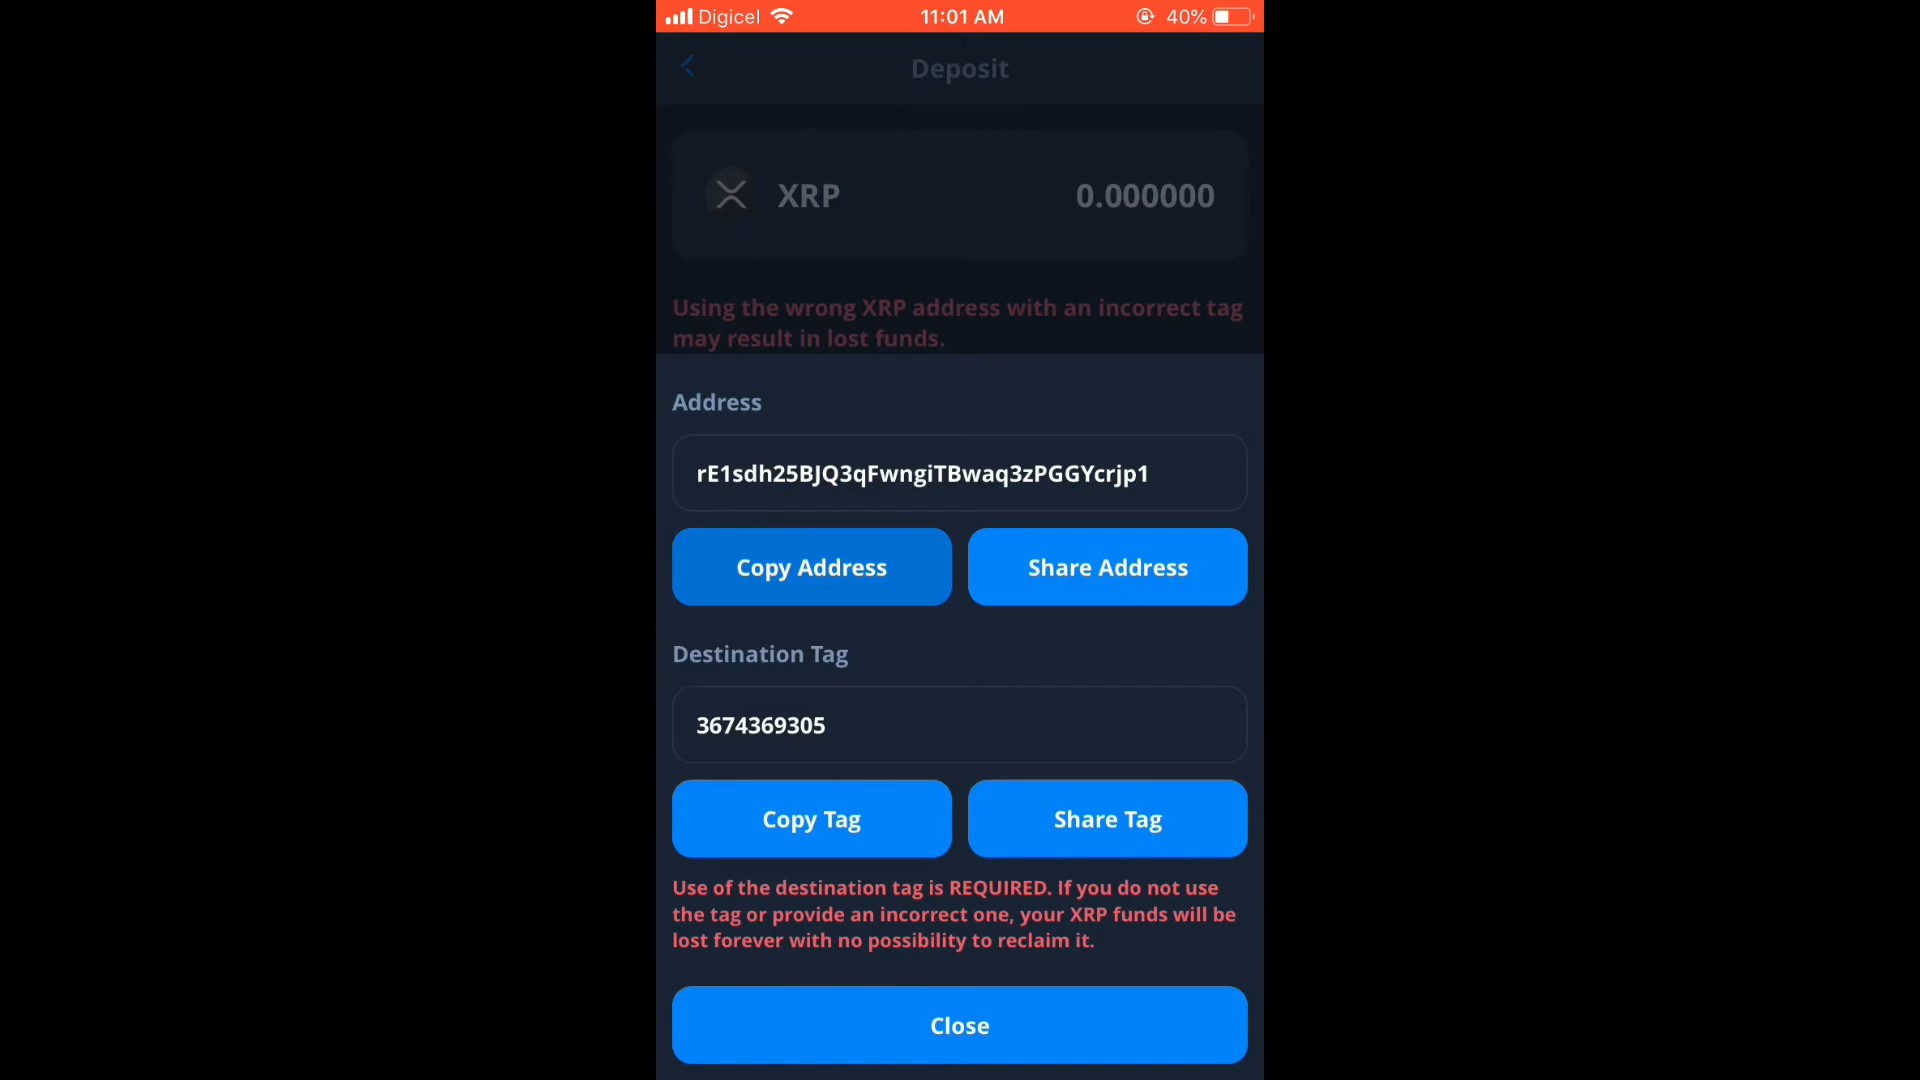 Digicel 11:01 AM 40%
Deposit
XRP 0.000000
Using the wrong XRP address with an incorrect tag
may result in lost funds.
Address
rE1sdh25BJQ3qFwngiTBwaq3zPGGYcrjp1
Copy Address Share Address
Destination Tag
3674369305
Copy Tag Share Tag
Use of the destination tag is REQUIRED. If you do not use
the tag or provide an incorrect one, your XRP funds will be
lost forever with no possibility to reclaim it.
Close